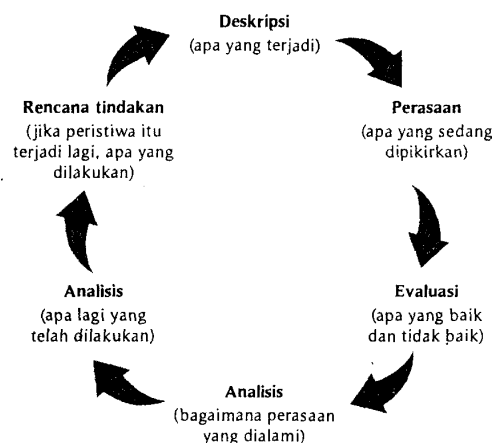 Deskripsi
(apa yang terjadi)
Perasaan
(apa yang sedang
dipikirkan)
Evaluasi
(apa yang baik
dan tidak baik)
Analisis
(bagaimana perasaan
yang dialami)
Analisis
(apa lagi yang
telah dilakukan)
Rencana tindakan
(jika peristiwa itu
terjadi lagi, apa yang
dilakukan)